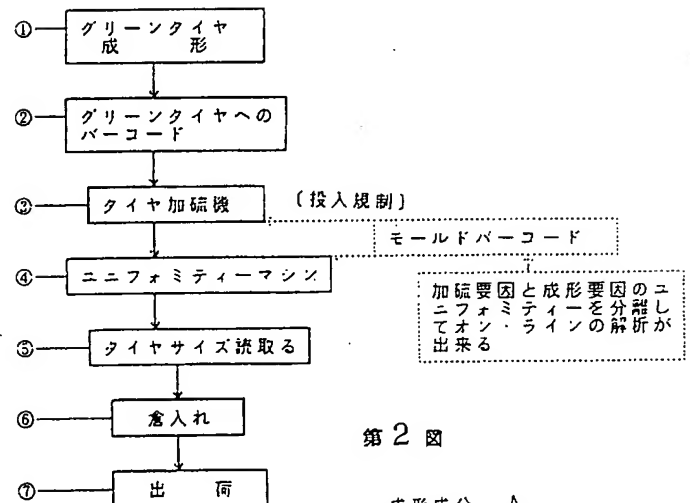 ① グリーンタイヤ
成　　形
② グリーンタイヤへの
バーコード
③ タイヤ加硫機 〔投入規制〕
モールドバーコード
④ ユニフォミティーマシン
加硫要因と成形要因のユ
ニフォミティーを分離し
てオン・ラインの解析が
出来る
⑤ タイヤサイズ読取る
⑥ 倉入れ
第2図
⑦ 出　　荷